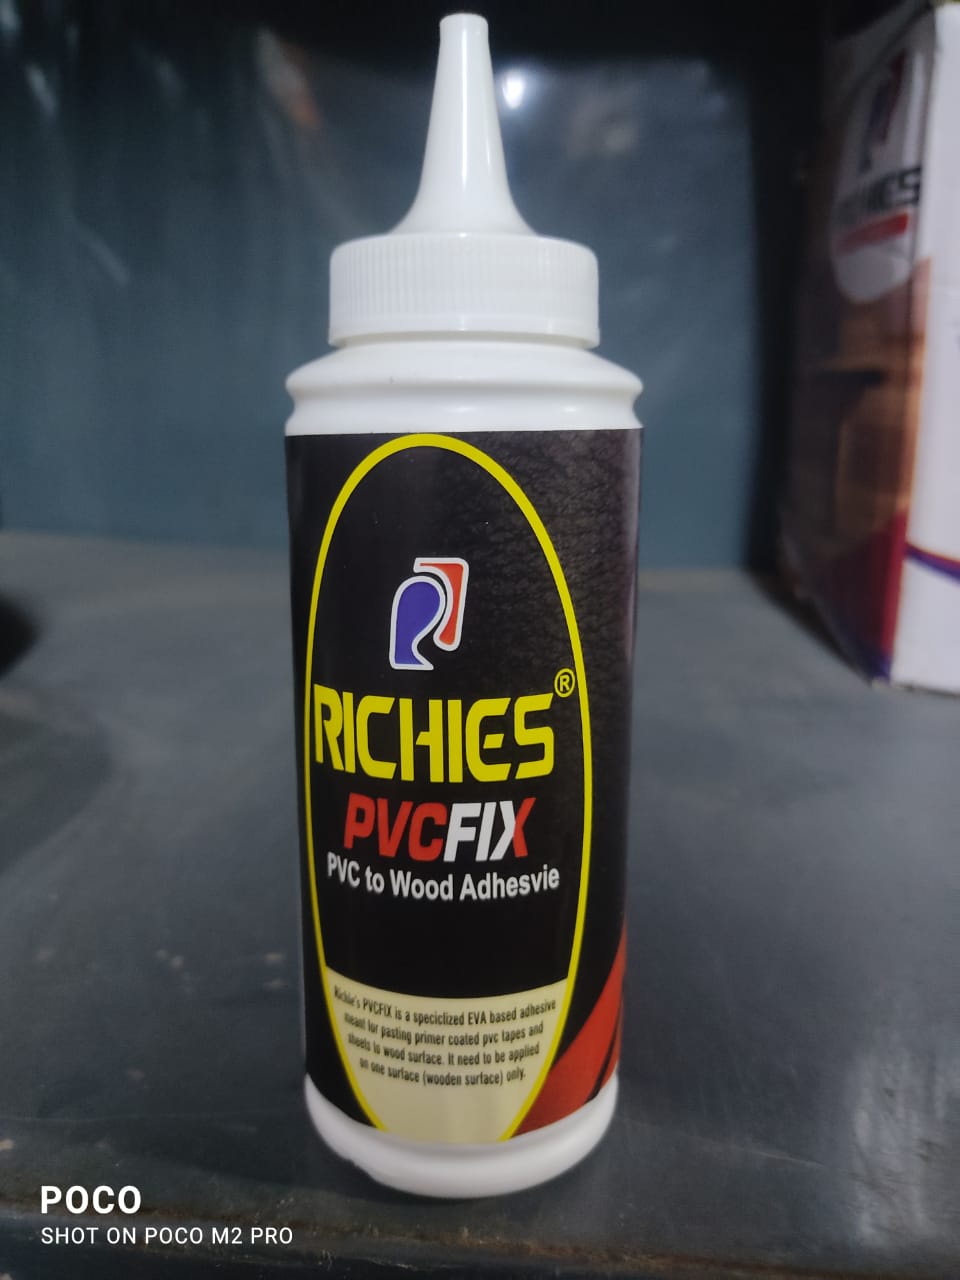 RICHIES®
PVCFIX
PVC to Wood Adhesvie
Richie's PVCFIX is a speciclized EVA based adhesive
meant for pasting primer coated pvc tapes and
sheets to wood surface. It need to be applied
on one surface (wooden surface) only.
POCO
SHOT ON POCO M2 PRO